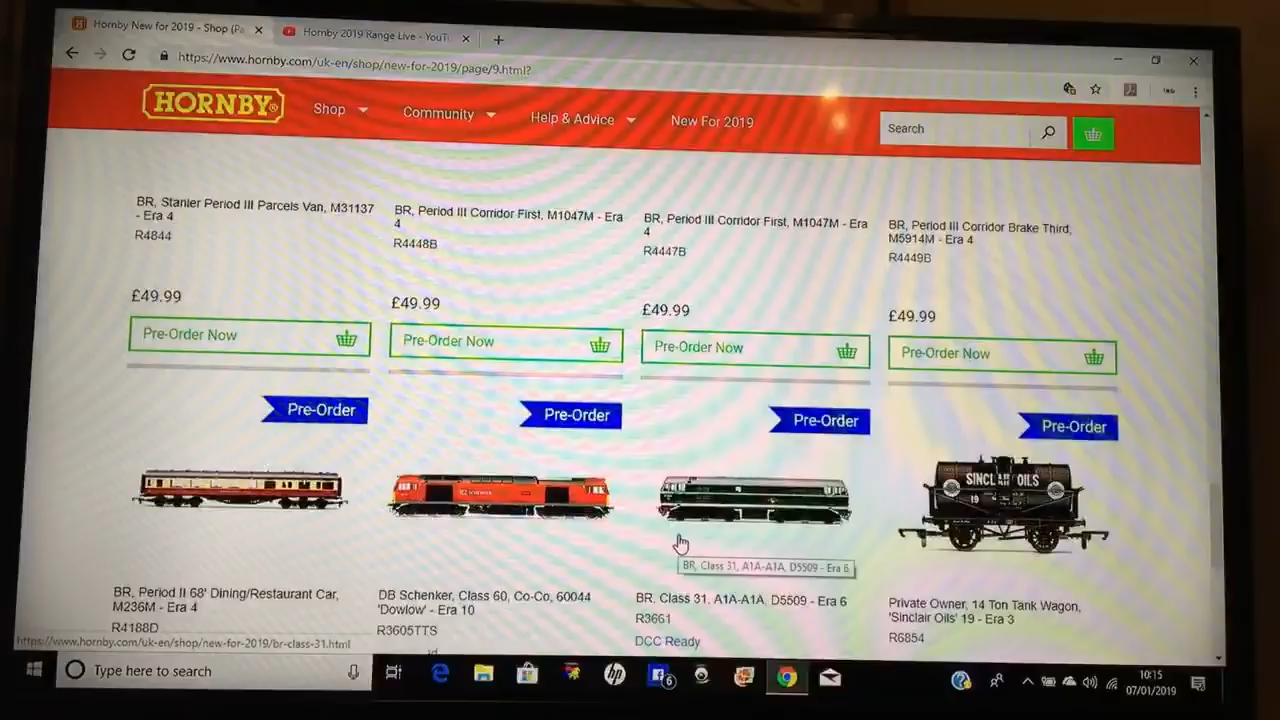 Hornby New for 2019 - Shop (Pa
Hornby 2019 Range Live - YouTu
https://www.hornby.com/uk-en/shop/new-for-2019/page/9.html?
HORNBY
Shop
Community
Help & Advice
New For 2019
Search
BR, Stanier Period III Parcels Van, M31137
- Era 4
R4844
£49.99
Pre-Order Now
BR, Period III Corridor First, M1047M - Era
4
R4448B
£49.99
Pre-Order Now
BR, Period III Corridor First, M1047M - Era
4
R4447B
£49.99
Pre-Order Now
BR, Period III Corridor Brake Third,
M5914M - Era 4
R4449B
£49.99
Pre-Order Now
Pre-Order
Pre-Order
Pre-Order
Pre-Order
SINCLAIR OILS
19
BR, Class 31, A1A-A1A, D5509 - Era 6
BR, Period II 68' Dining/Restaurant Car,
M236M - Era 4
R4188D
DB Schenker, Class 60, Co-Co, 60044
'Dowlow' - Era 10
R3605TTS
BR, Class 31, A1A-A1A, D5509 - Era 6
R3661
DCC Ready
Private Owner, 14 Ton Tank Wagon,
'Sinclair Oils' 19 - Era 3
R6854
https://www.hornby.com/uk-en/shop/new-for-2019/br-class-31.html
Type here to search
hp
6
10:15
07/01/2019